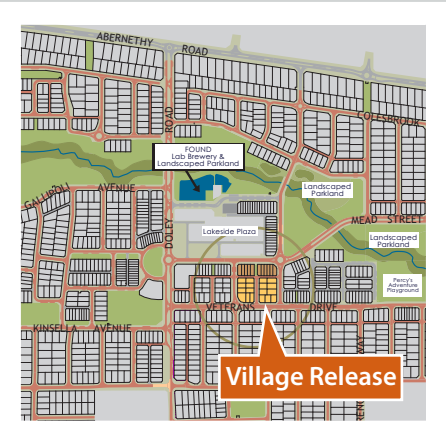 ABERNETHY
ROAD
COLESBROOK
ROAD
FOUND
Lab Brewery &
Landscaped Parkland
GALLIPOLI
AVENUE
Landscaped
Parkland
MEAD STREET
DOLEY
Lakeside Plaza
Landscaped
Parkland
Percy's
Adventure
Playground
VETERANS
DRIVE
KINSELLA
AVENUE
WAY
Village Release